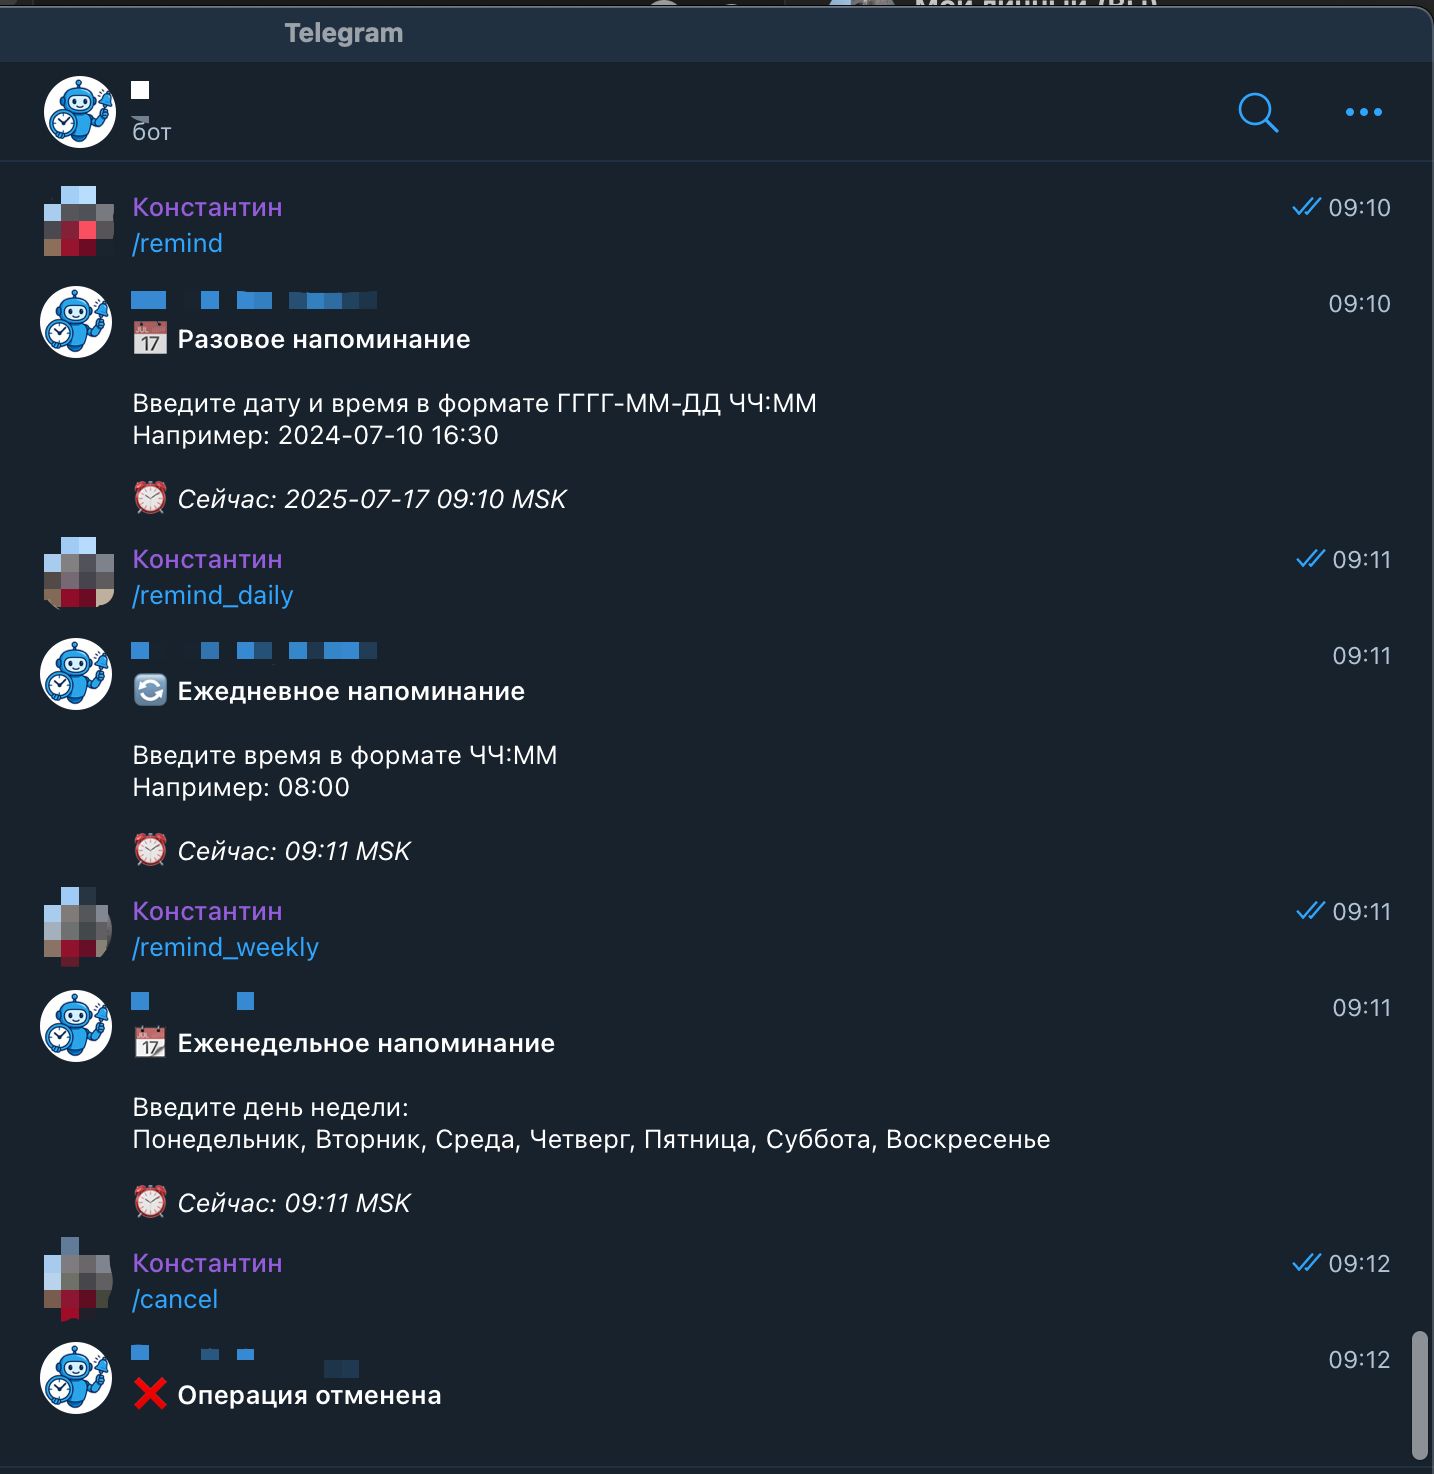 Telegram
бот
Константин
09:10
/remind
09:10
Разовое напоминание
Введите дату и время в формате ГГГГ-ММ-ДД ЧЧ:ММ
Например: 2024-07-10 16:30
Сейчас: 2025-07-17 09:10 MSK
Константин
09:11
/remind_daily
09:11
Ежедневное напоминание
Введите время в формате ЧЧ:ММ
Например: 08:00
Сейчас: 09:11 MSK
Константин
09:11
/remind_weekly
09:11
Еженедельное напоминание
Введите день недели:
Понедельник, Вторник, Среда, Четверг, Пятница, Суббота, Воскресенье
Сейчас: 09:11 MSK
Константин
09:12
/cancel
09:12
Операция отменена